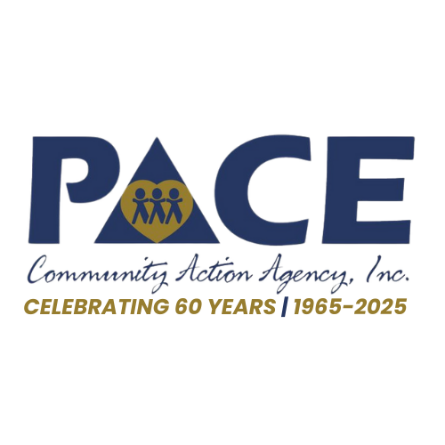 PACE
Community Action Agency, Inc.
CELEBRATING 60 YEARS | 1965-2025